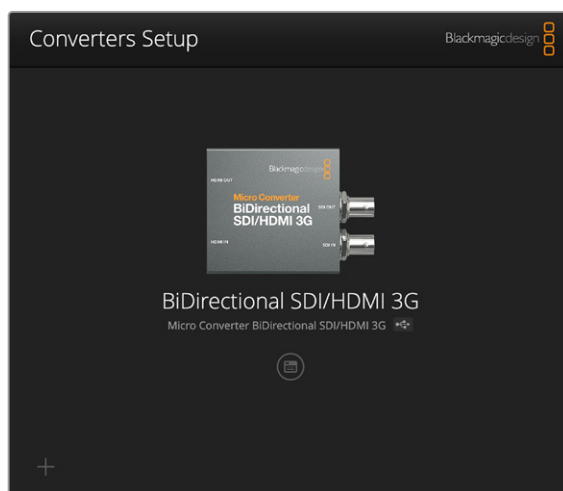 Converters Setup
Blackmagicdesign
Blackmagicdesign
HDMI OUT
Micro Converter
BiDirectional
SDI/HDMI 3G
SDI OUT
HDMI IN
SDI IN
BiDirectional SDI/HDMI 3G
Micro Converter BiDirectional SDI/HDMI 3G